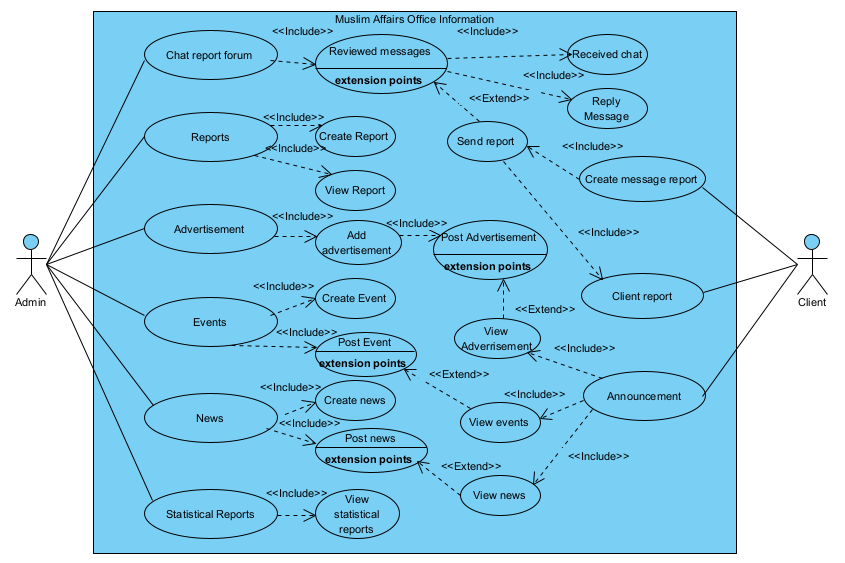 Muslim Affairs Office Information
<<Include>>
<<Include>>
Chat report forum
Reviewed messages
extension points
Received chat
<<Include>>
<<Extend>>
Reply
Message
<<Include>>
Reports
Create Report
Send report
<<Include>>
<<Include>>
View Report
Create message report
<<Include>>
<<Include>>
Advertisement
Add
advertisement
Post Advertisement
extension points
<<Include>>
Admin
Client
<<Include>>
Create Event
Client report
<<Extend>>
Events
<<Include>>
Post Event
extension points
View
Advertrisement
<<Include>>
<<Extend>>
<<Include>>
Create news
<<Include>>
Announcement
News
<<Include>>
View events
Post news
extension points
<<Extend>>
<<Include>>
View news
<<Include>>
Statistical Reports
View
statistical
reports